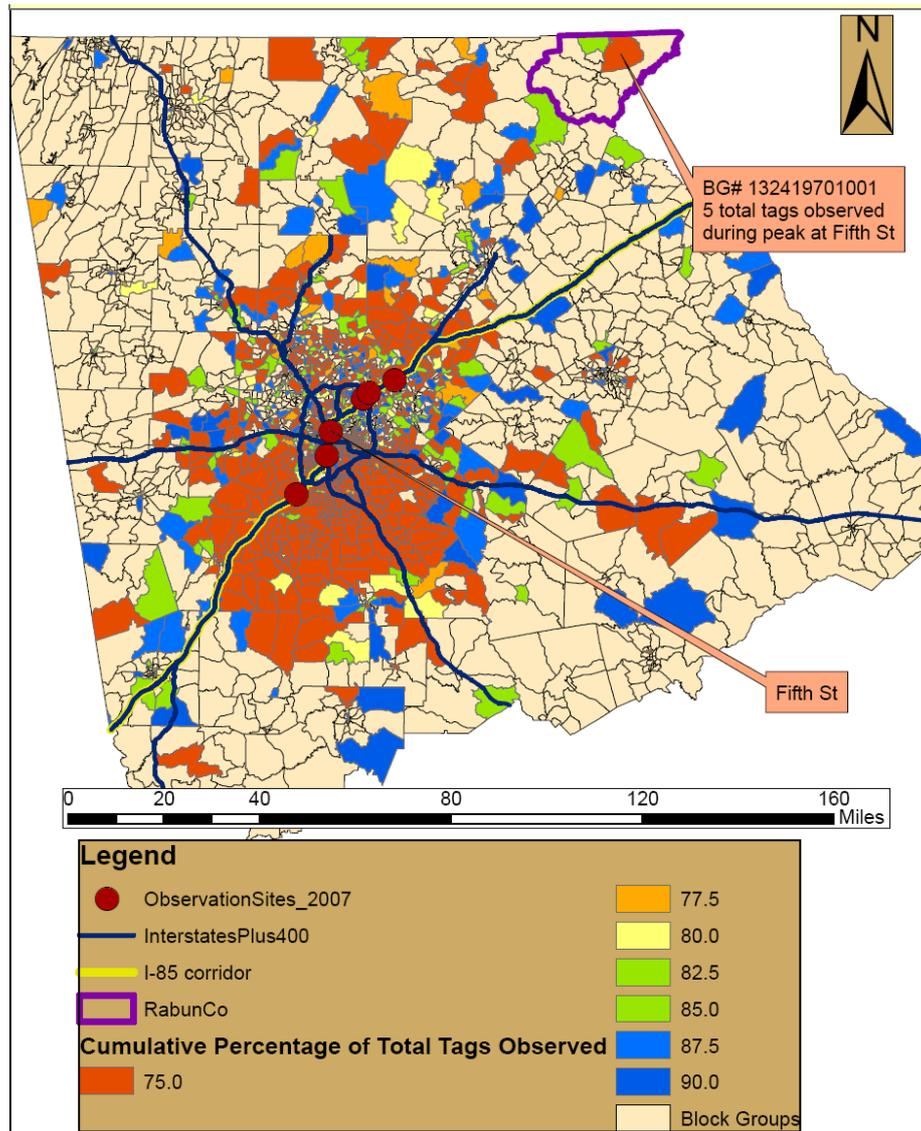 N
BG# 132419701001
5 total tags observed
during peak at Fifth St
Fifth St
0 20 40 80 120 160
Miles
Legend
ObservationSites_2007
InterstatesPlus400
I-85 corridor
RabunCo
Cumulative Percentage of Total Tags Observed
75.0
77.5
80.0
82.5
85.0
87.5
90.0
Block Groups